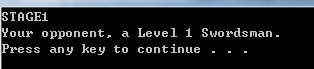 STAGE1
Your opponent, a Level 1 Swordsman.
Press any key to continue . . .